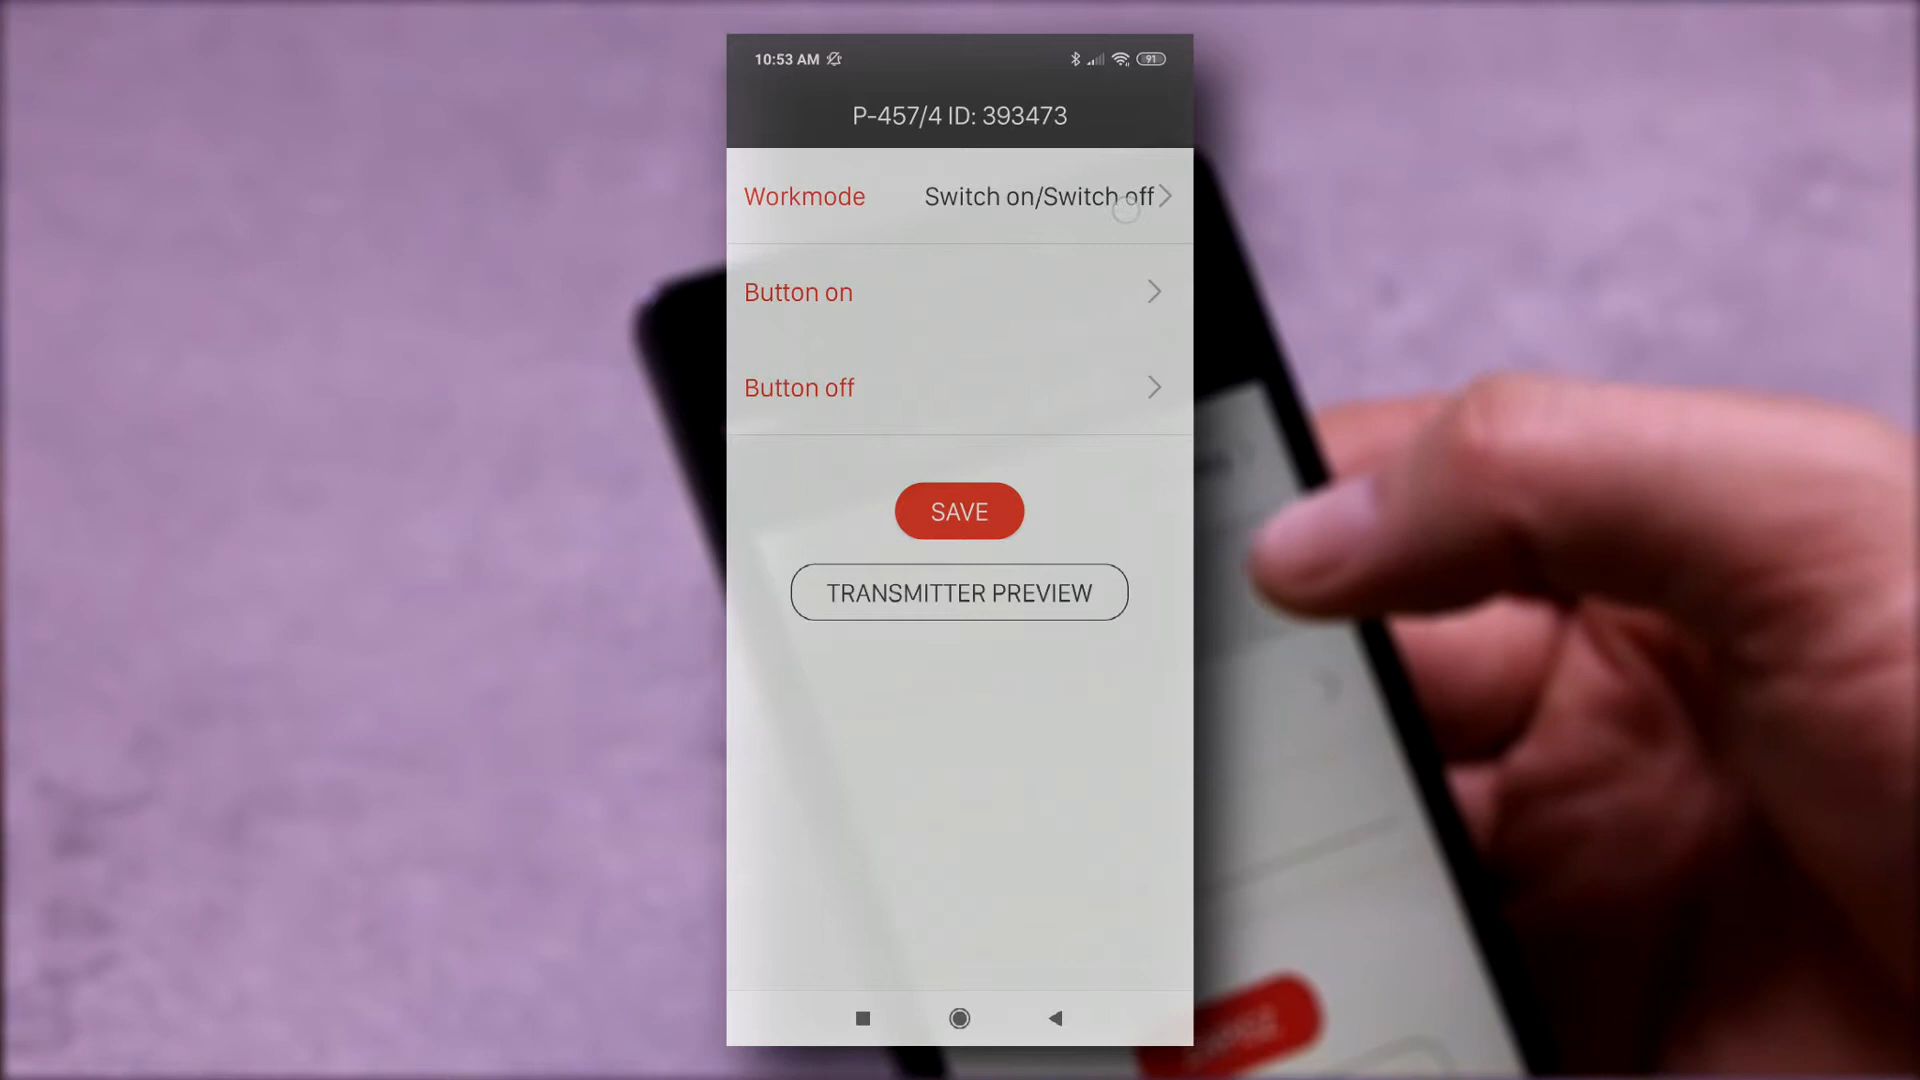 10:53 AM
91
P-457/4 ID: 393473
Workmode Switch on/Switch off
Button on
Button off
SAVE
TRANSMITTER PREVIEW